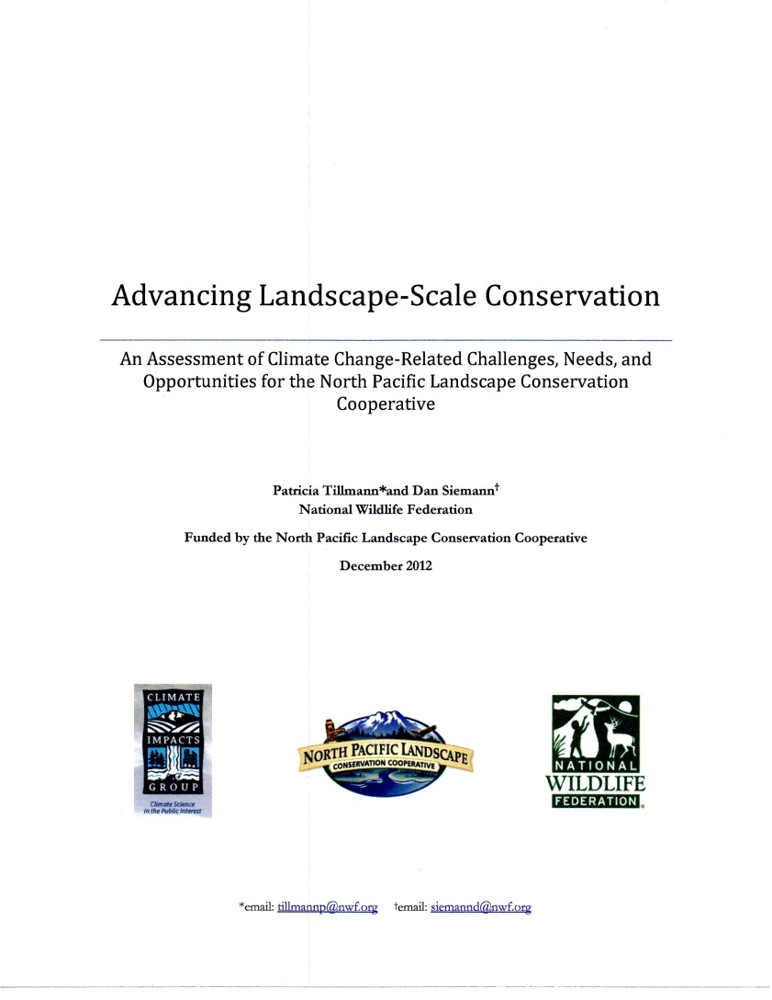 Advancing Landscape-Scale Conservation
An Assessment of Climate Change-Related Challenges, Needs, and
Opportunities for the North Pacific Landscape Conservation
Cooperative
Patricia Tillmann*and Dan Siemann†
National Wildlife Federation
Funded by the North Pacific Landscape Conservation Cooperative
December 2012
CLIMATE
IMPACTS
GROUP
Climate Science
in the Public Interest
NORTH PACIFIC LANDSCAPE
CONSERVATION COOPERATIVE
NATIONAL
WILDLIFE
FEDERATION®
*email: tillmannp@nwf.org †email: siemannd@nwf.org